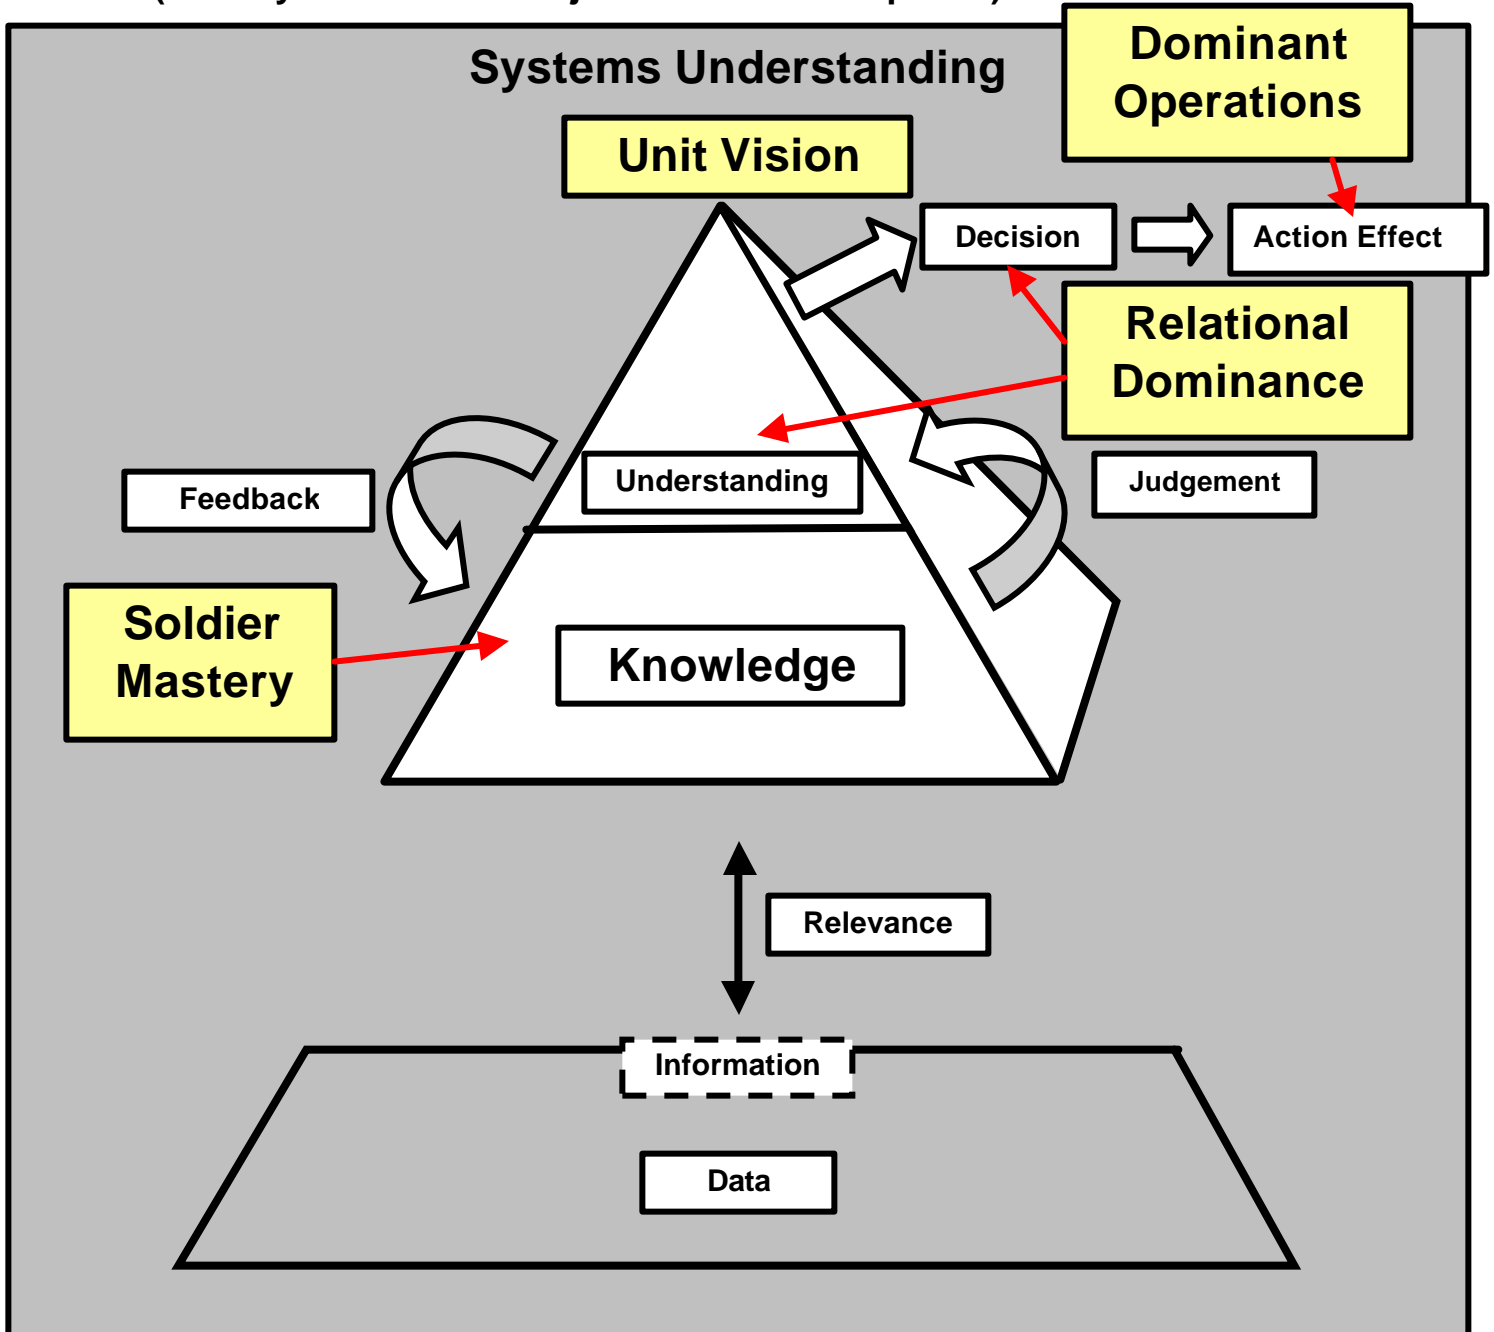 Systems Understanding
Dominant
Operations
Unit Vision
Decision
Action Effect
Relational
Dominance
Understanding
Judgement
Feedback
Soldier
Mastery
Knowledge
Relevance
Information
Data